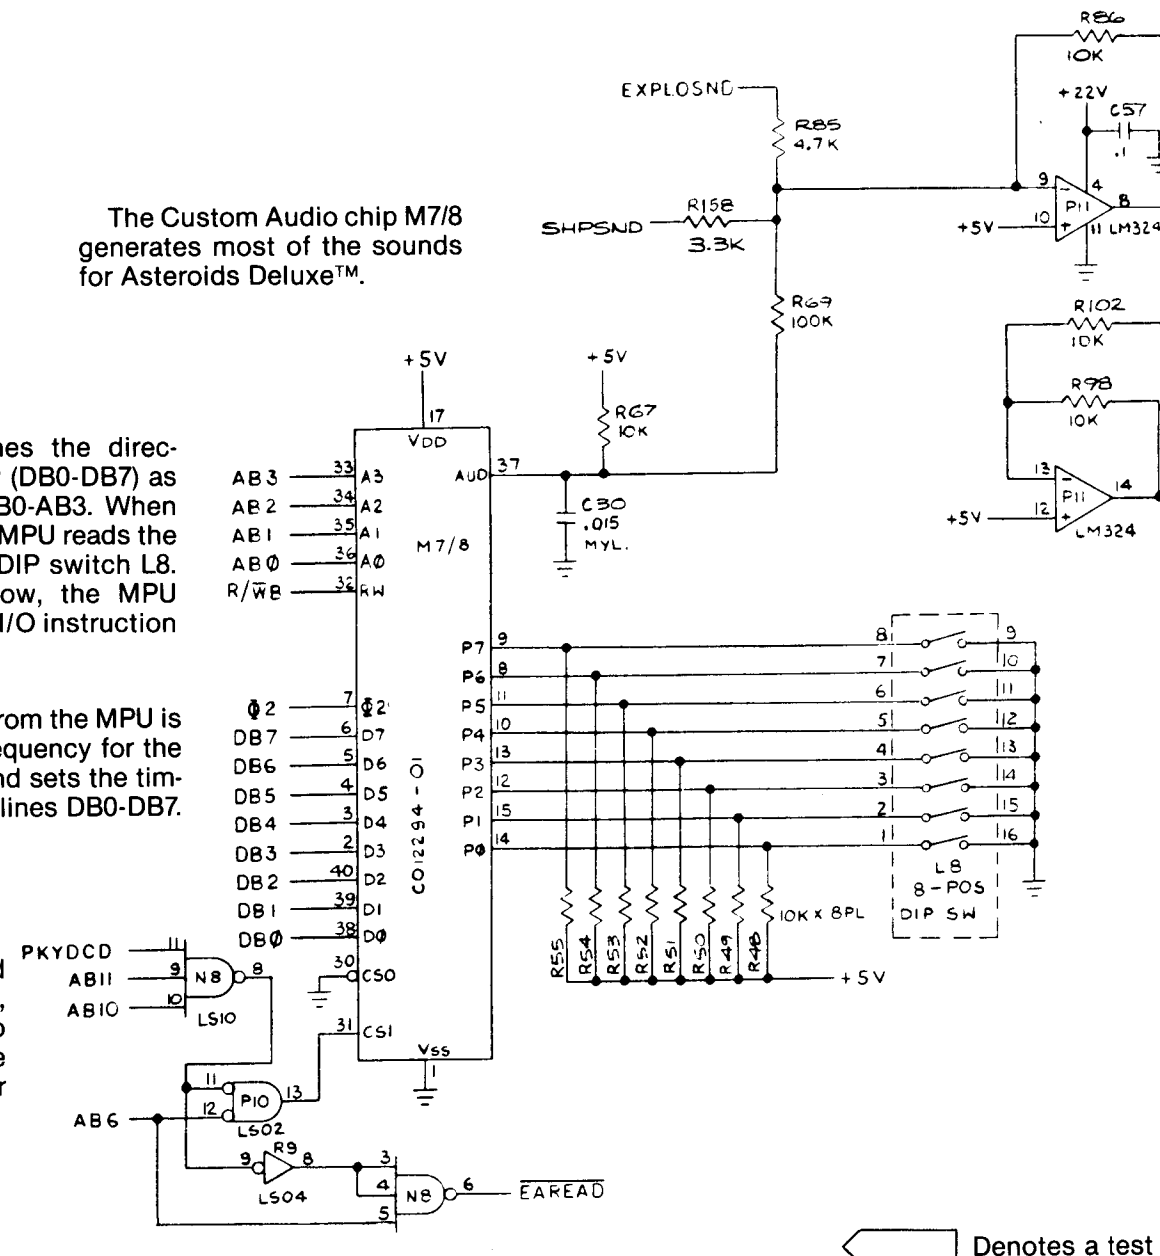 R86
10K
EXPLOSND
+22V
C57
.1
R85
4.7K
9
4
P11
8
10
+5V
11
LM324
The Custom Audio chip M7/8
generates most of the sounds
for Asteroids Deluxe™.
R158
SHPSND
3.3K
R69
100K
R102
10K
R98
10K
13
14
P11
12
+5V
LM324
+5V
+5V
17
VDD
R67
10K
nes the direc-
(DB0-DB7) as
B0-AB3. When
MPU reads the
DIP switch L8.
ow, the MPU
I/O instruction
AB3 33 A3
AUD 37
AB2 34 A2
C30
.015
MYL.
AB1 35 A1
M7/8
ABØ 36 AØ
R/W̅B 32 RW
P7 9 8 9
P6 8 7 10
P5 11 6 11
P4 10 5 12
P3 13 4 13
P2 12 3 14
P1 15 2 15
PØ 14 1 16
rom the MPU is
equency for the
nd sets the tim-
lines DB0-DB7.
Φ2 7 Φ2
DB7 6 D7
DB6 5 D6
DB5 4 D5
DB4 3 D4
DB3 2 D3
DB2 40 D2
DB1 39 D1
DBØ 38 DØ
CO12294-01
L8
8-POS
DIP SW
10K X 8PL
R55
R54
R53
R52
R51
R50
R49
R48
+5V
PKYDCD 11
AB11 9 N8 8
AB10 10
LS10
30 CSO
31 CS1
VSS
1
d
,
o
e
r
11
P10 13
12
LS02
AB6
R9
9 8
LS04
3
4 N8 6
5
E̅A̅R̅E̅A̅D̅
Denotes a test